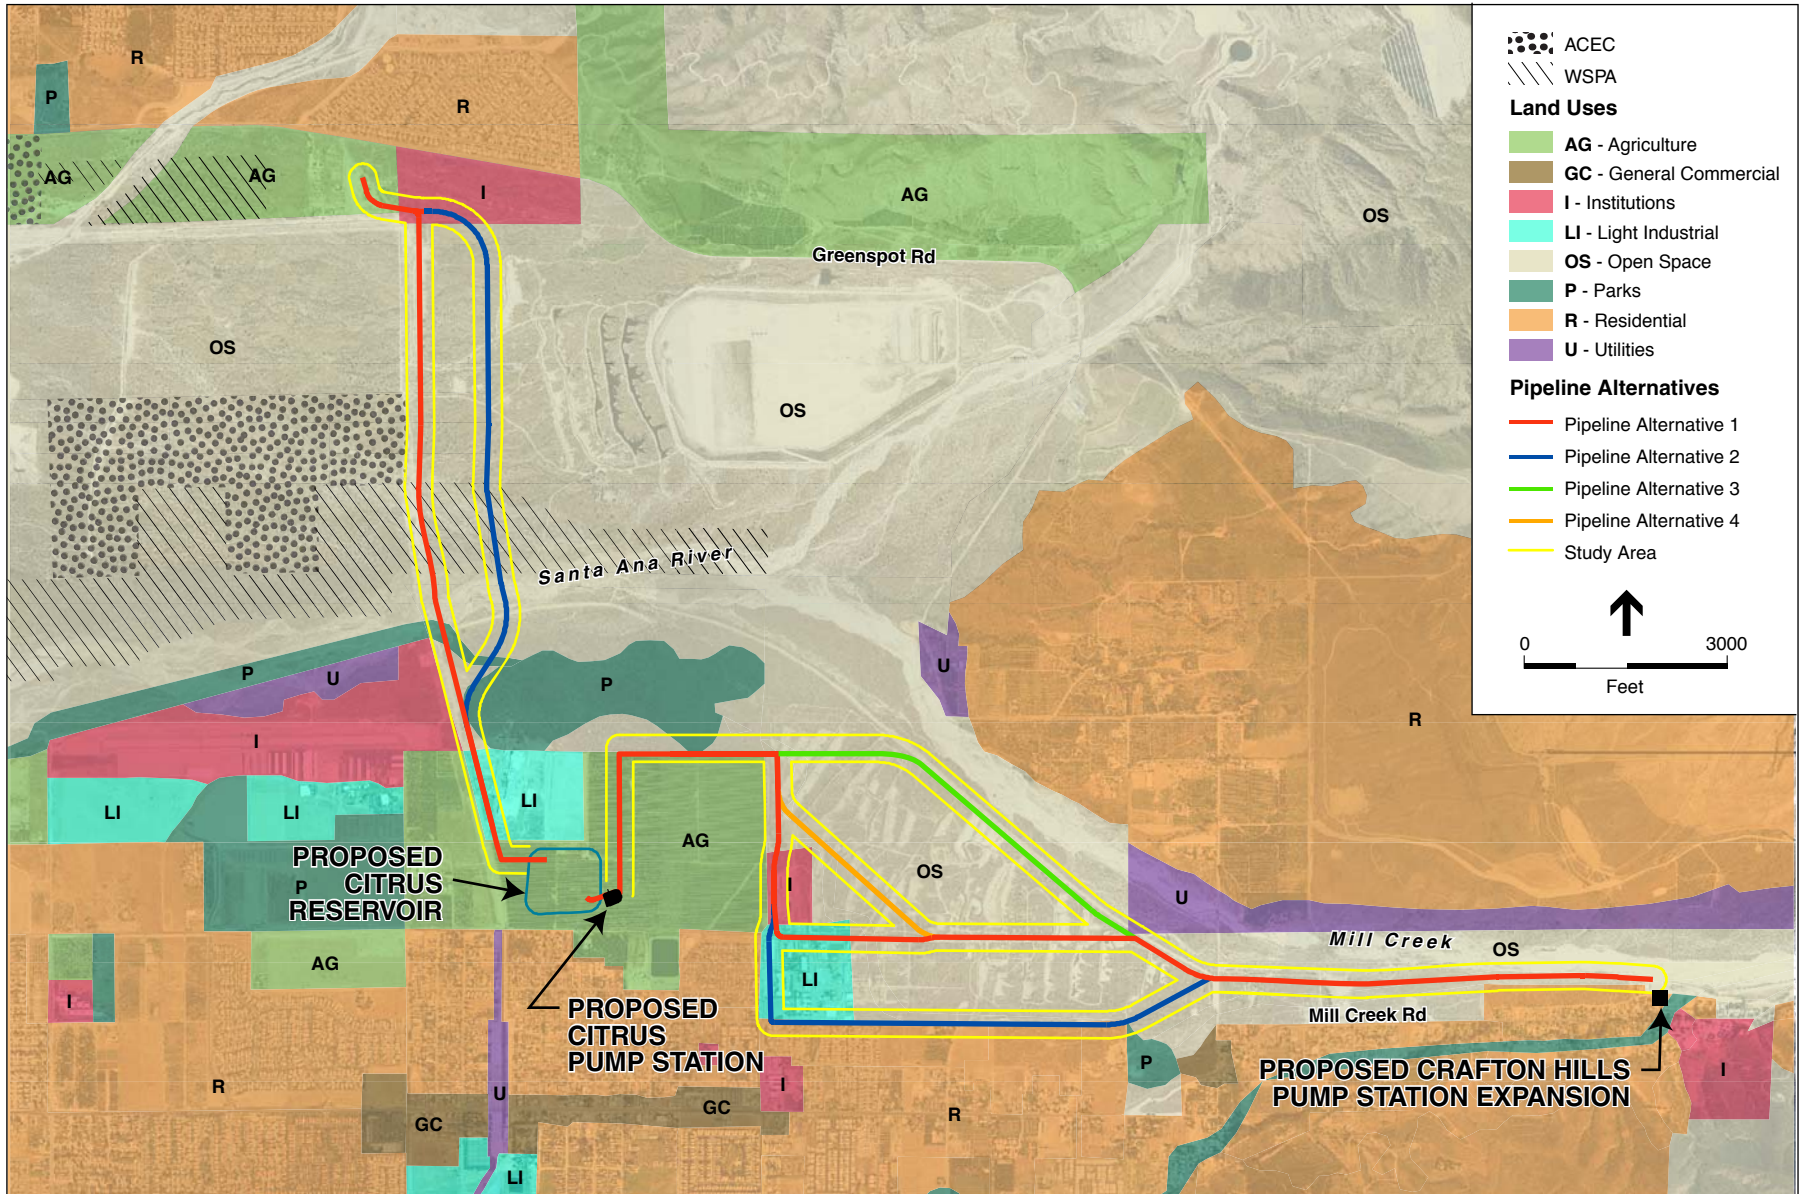 R
P
R
AG
AG
I
AG
OS
Greenspot Rd
OS
OS
Santa Ana River
P
U
P
U
R
I
LI
LI
LI
AG
OS
I
P
U
PROPOSED
CITRUS
RESERVOIR
Mill Creek
OS
AG
LI
I
PROPOSED
CITRUS
PUMP STATION
Mill Creek Rd
P
PROPOSED CRAFTON HILLS
PUMP STATION EXPANSION
I
R
U
I
GC
GC
R
LI
ACEC
WSPA
Land Uses
AG - Agriculture
GC - General Commercial
I - Institutions
LI - Light Industrial
OS - Open Space
P - Parks
R - Residential
U - Utilities
Pipeline Alternatives
Pipeline Alternative 1
Pipeline Alternative 2
Pipeline Alternative 3
Pipeline Alternative 4
Study Area
0 3000
Feet